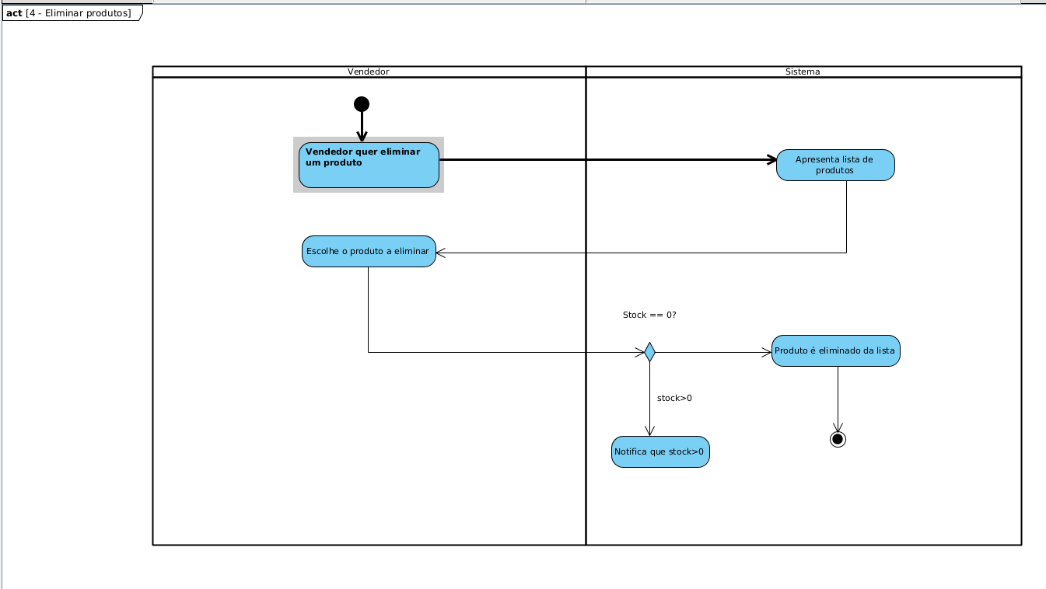 act [4 - Eliminar produtos]
Vendedor
Sistema
Vendedor quer eliminar
um produto
Apresenta lista de
produtos
Escolhe o produto a eliminar
Stock == 0?
Produto é eliminado da lista
stock>0
Notifica que stock>0